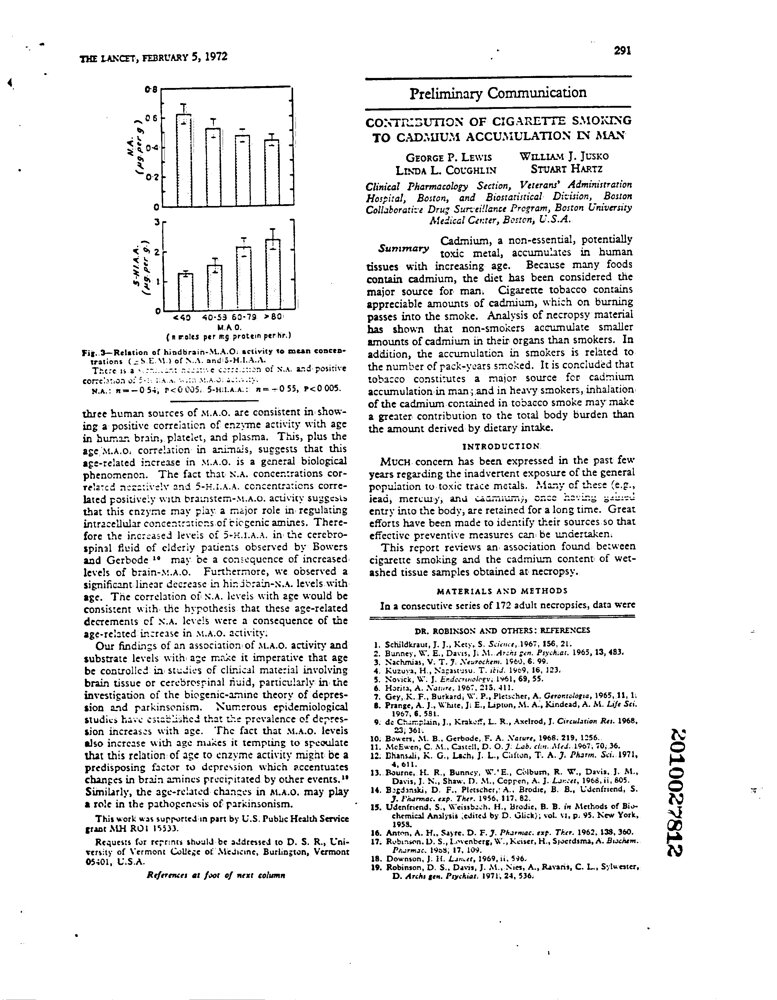 THE LANCET, FEBRUARY 5, 1972
291
0·8
0·6
0·4
0·2
0
N.A.
(µg per g)
3
2
1
0
5-H.I.A.A.
(µg per g.)
<40 40-59 60-79 >80
M.A.O.
(n moles per mg protein per hr.)
Fig. 3—Relation of hindbrain-M.A.O. activity to mean concen-
trations (±S.E.M.) of N.A. and 5-H.I.A.A.
There is a significant negative correlation of N.A. and positive
correlation of 5-H.I.A.A. with M.A.O. activity.
N.A.: r=−0·54, P<0·005. 5-H.I.A.A.: r=+0·55, P<0·005.
three human sources of M.A.O. are consistent in show-
ing a positive correlation of enzyme activity with age
in human brain, platelet, and plasma. This, plus the
age M.A.O. correlation in animals, suggests that this
age-related increase in M.A.O. is a general biological
phenomenon. The fact that N.A. concentrations cor-
related negatively and 5-H.I.A.A. concentrations corre-
lated positively with brainstem-M.A.O. activity suggests
that this enzyme may play a major role in regulating
intracellular concentrations of biogenic amines. There-
fore the increased levels of 5-H.I.A.A. in the cerebro-
spinal fluid of elderly patients observed by Bowers
and Gerbode 10 may be a consequence of increased
levels of brain-M.A.O. Furthermore, we observed a
significant linear decrease in hindbrain-N.A. levels with
age. The correlation of N.A. levels with age would be
consistent with the hypothesis that these age-related
decrements of N.A. levels were a consequence of the
age-related increase in M.A.O. activity.
Our findings of an association of M.A.O. activity and
substrate levels with age make it imperative that age
be controlled in studies of clinical material involving
brain tissue or cerebrospinal fluid, particularly in the
investigation of the biogenic-amine theory of depres-
sion and parkinsonism. Numerous epidemiological
studies have established that the prevalence of depres-
sion increases with age. The fact that M.A.O. levels
also increase with age makes it tempting to speculate
that this relation of age to enzyme activity might be a
predisposing factor to depression which accentuates
changes in brain amines precipitated by other events.18
Similarly, the age-related changes in M.A.O. may play
a role in the pathogenesis of parkinsonism.
This work was supported in part by U.S. Public Health Service
grant MH RO1 15533.
Requests for reprints should be addressed to D. S. R., Uni-
versity of Vermont College of Medicine, Burlington, Vermont
05401, U.S.A.
References at foot of next column
Preliminary Communication
CONTRIBUTION OF CIGARETTE SMOKING
TO CADMIUM ACCUMULATION IN MAN
GEORGE P. LEWIS WILLIAM J. JUSKO
LINDA L. COUGHLIN STUART HARTZ
Clinical Pharmacology Section, Veterans' Administration
Hospital, Boston, and Biostatistical Division, Boston
Collaborative Drug Surveillance Program, Boston University
Medical Center, Boston, U.S.A.
Summary Cadmium, a non-essential, potentially
toxic metal, accumulates in human
tissues with increasing age. Because many foods
contain cadmium, the diet has been considered the
major source for man. Cigarette tobacco contains
appreciable amounts of cadmium, which on burning
passes into the smoke. Analysis of necropsy material
has shown that non-smokers accumulate smaller
amounts of cadmium in their organs than smokers. In
addition, the accumulation in smokers is related to
the number of pack-years smoked. It is concluded that
tobacco constitutes a major source for cadmium
accumulation in man; and in heavy smokers, inhalation
of the cadmium contained in tobacco smoke may make
a greater contribution to the total body burden than
the amount derived by dietary intake.
INTRODUCTION
MUCH concern has been expressed in the past few
years regarding the inadvertent exposure of the general
population to toxic trace metals. Many of these (e.g.,
lead, mercury, and cadmium), once having gained
entry into the body, are retained for a long time. Great
efforts have been made to identify their sources so that
effective preventive measures can be undertaken.
This report reviews an association found between
cigarette smoking and the cadmium content of wet-
ashed tissue samples obtained at necropsy.
MATERIALS AND METHODS
In a consecutive series of 172 adult necropsies, data were
DR. ROBINSON AND OTHERS: REFERENCES
1. Schildkraut, J. J., Kety, S. Science, 1967, 156, 21.
2. Bunney, W. E., Davis, J. M. Archs gen. Psychiat. 1965, 13, 483.
3. Nachmias, V. T. J. Neurochem. 1960, 6, 99.
4. Kuzuya, H., Nagatsusu, T. ibid. 1969, 16, 123.
5. Novick, W. J. Endocrinology, 1961, 69, 55.
6. Horita, A. Nature, 1967, 215, 411.
7. Gey, K. F., Burkard, W. P., Pletscher, A. Gerontologia, 1965, 11, 1.
8. Prange, A. J., White, J. E., Lipton, M. A., Kindead, A. M. Life Sci.
1967, 6, 581.
9. de Champlain, J., Krakoff, L. R., Axelrod, J. Circulation Res. 1968,
23, 361.
10. Bowers, M. B., Gerbode, F. A. Nature, 1968, 219, 1256.
11. McEwen, C. M., Castell, D. O. J. Lab. clin. Med. 1967, 70, 36.
12. Bhansali, K. G., Lach, J. L., Clifton, T. A. J. Pharm. Sci. 1971,
4, 611.
13. Bourne, H. R., Bunney, W. E., Colburn, R. W., Davis, J. M.,
Davis, J. N., Shaw, D. M., Coppen, A. J. Lancet, 1968, ii, 805.
14. Bogdanski, D. F., Pletscher, A., Brodie, B. B., Udenfriend, S.
J. Pharmac. exp. Ther. 1956, 117, 82.
15. Udenfriend, S., Weissbach, H., Brodie, B. B. in Methods of Bio-
chemical Analysis (edited by D. Glick); vol. VI, p. 95. New York,
1958.
16. Anton, A. H., Sayre, D. F. J. Pharmac. exp. Ther. 1962, 138, 360.
17. Robinson, D. S., Lovenberg, W., Keiser, H., Sjoerdsma, A. Biochem.
Pharmac. 1968, 17, 109.
18. Downson, J. H. Lancet, 1969, ii, 596.
19. Robinson, D. S., Davis, J. M., Nies, A., Ravaris, C. L., Sylwester,
D. Archs gen. Psychiat. 1971, 24, 536.
2010027812